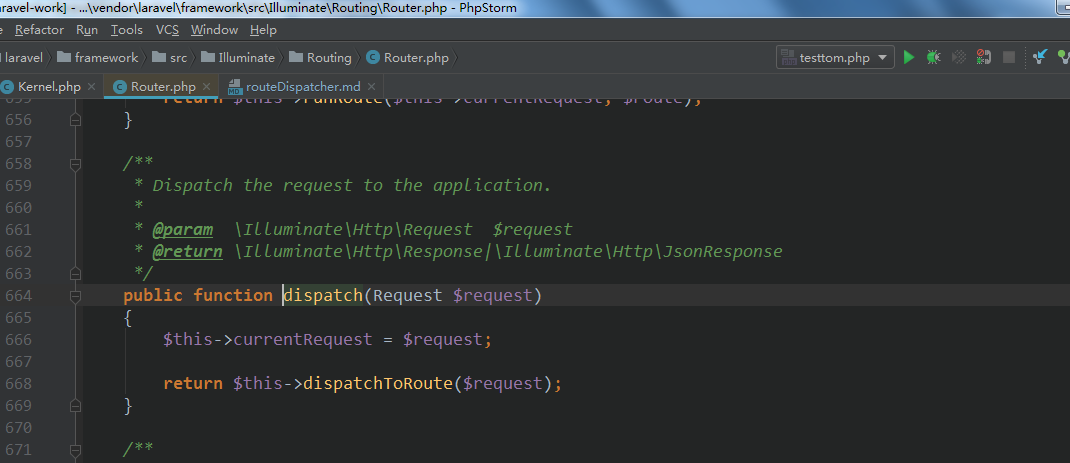 aravel-work] - ...\vendor\laravel\framework\src\Illuminate\Routing\Router.php - PhpStorm
e Refactor Run Tools VCS Window Help
laravel framework src Illuminate Routing Router.php testtom.php
Kernel.php Router.php routeDispatcher.md
655 return $this->runRoute($this->currentRequest, $route);
656 }
657
658 /**
659 * Dispatch the request to the application.
660 *
661 * @param \Illuminate\Http\Request $request
662 * @return \Illuminate\Http\Response|\Illuminate\Http\JsonResponse
663 */
664 public function dispatch(Request $request)
665 {
666 $this->currentRequest = $request;
667
668 return $this->dispatchToRoute($request);
669 }
670
671 /**